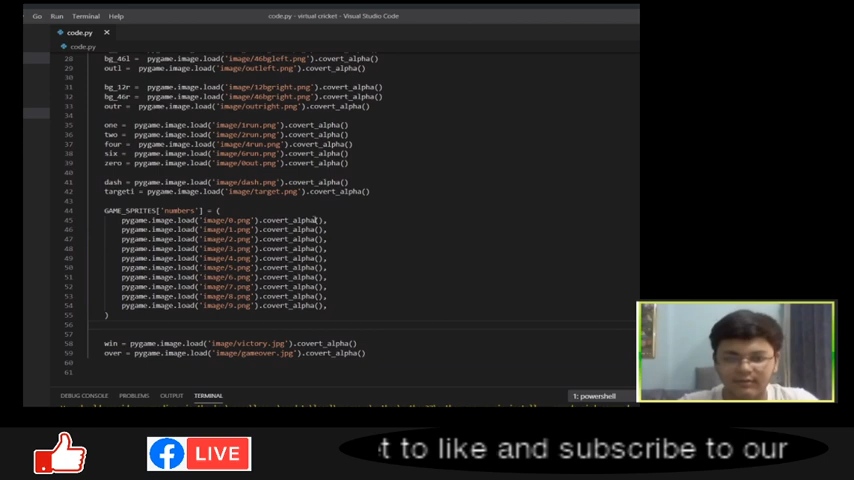 Go Run Terminal Help
code.py - virtual cricket - Visual Studio Code
code.py ×
code.py
28 bg_46l = pygame.image.load('image/46bgleft.png').covert_alpha()
29 outl = pygame.image.load('image/outleft.png').covert_alpha()
30
31 bg_12r = pygame.image.load('image/12bgright.png').covert_alpha()
32 bg_46r = pygame.image.load('image/46bgright.png').covert_alpha()
33 outr = pygame.image.load('image/outright.png').covert_alpha()
34
35 one = pygame.image.load('image/1run.png').covert_alpha()
36 two = pygame.image.load('image/2run.png').covert_alpha()
37 four = pygame.image.load('image/4run.png').covert_alpha()
38 six = pygame.image.load('image/6run.png').covert_alpha()
39 zero = pygame.image.load('image/0out.png').covert_alpha()
40
41 dash = pygame.image.load('image/dash.png').covert_alpha()
42 targeti = pygame.image.load('image/target.png').covert_alpha()
43
44 GAME_SPRITES['numbers'] = (
45 pygame.image.load('image/0.png').covert_alpha(),
46 pygame.image.load('image/1.png').covert_alpha(),
47 pygame.image.load('image/2.png').covert_alpha(),
48 pygame.image.load('image/3.png').covert_alpha(),
49 pygame.image.load('image/4.png').covert_alpha(),
50 pygame.image.load('image/5.png').covert_alpha(),
51 pygame.image.load('image/6.png').covert_alpha(),
52 pygame.image.load('image/7.png').covert_alpha(),
53 pygame.image.load('image/8.png').covert_alpha(),
54 pygame.image.load('image/9.png').covert_alpha(),
55 )
56
58 win = pygame.image.load('image/victory.jpg').covert_alpha()
59 over = pygame.image.load('image/gameover.jpg').covert_alpha()
60
61
DEBUG CONSOLE PROBLEMS OUTPUT TERMINAL
1: powershell
LIVE
t to like and subscribe to our